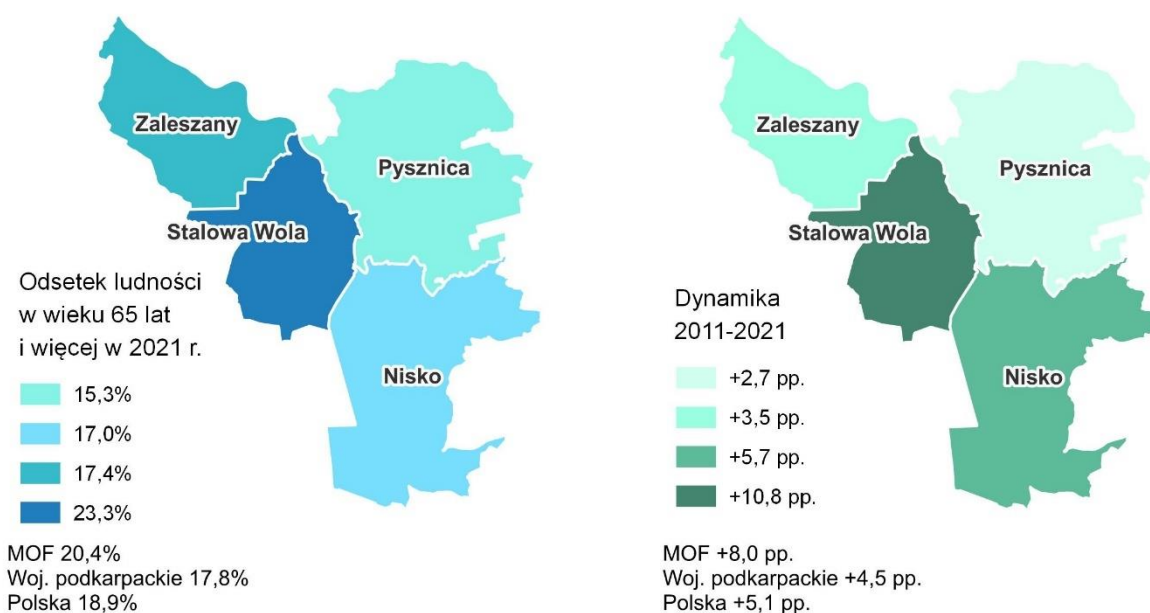 Zaleszany
Pysznica
Stalowa Wola
Nisko
Odsetek ludności
w wieku 65 lat
i więcej w 2021 r.
15,3%
17,0%
17,4%
23,3%
MOF 20,4%
Woj. podkarpackie 17,8%
Polska 18,9%
Zaleszany
Pysznica
Stalowa Wola
Nisko
Dynamika
2011-2021
+2,7 pp.
+3,5 pp.
+5,7 pp.
+10,8 pp.
MOF +8,0 pp.
Woj. podkarpackie +4,5 pp.
Polska +5,1 pp.